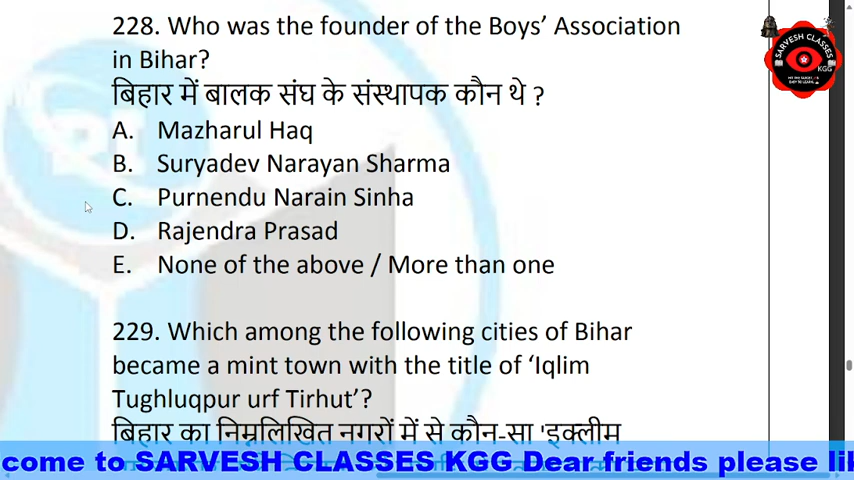 228. Who was the founder of the Boys’ Association
in Bihar?
बिहार में बालक संघ के संस्थापक कौन थे ?
A. Mazharul Haq
B. Suryadev Narayan Sharma
C. Purnendu Narain Sinha
D. Rajendra Prasad
E. None of the above / More than one
229. Which among the following cities of Bihar
became a mint town with the title of ‘Iqlim
Tughluqpur urf Tirhut’?
बिहार का निम्नलिखित नगरों में से कौन-सा 'इक्लीम
come to SARVESH CLASSES KGG Dear friends please lik
SARVESH CLASSES
KGG